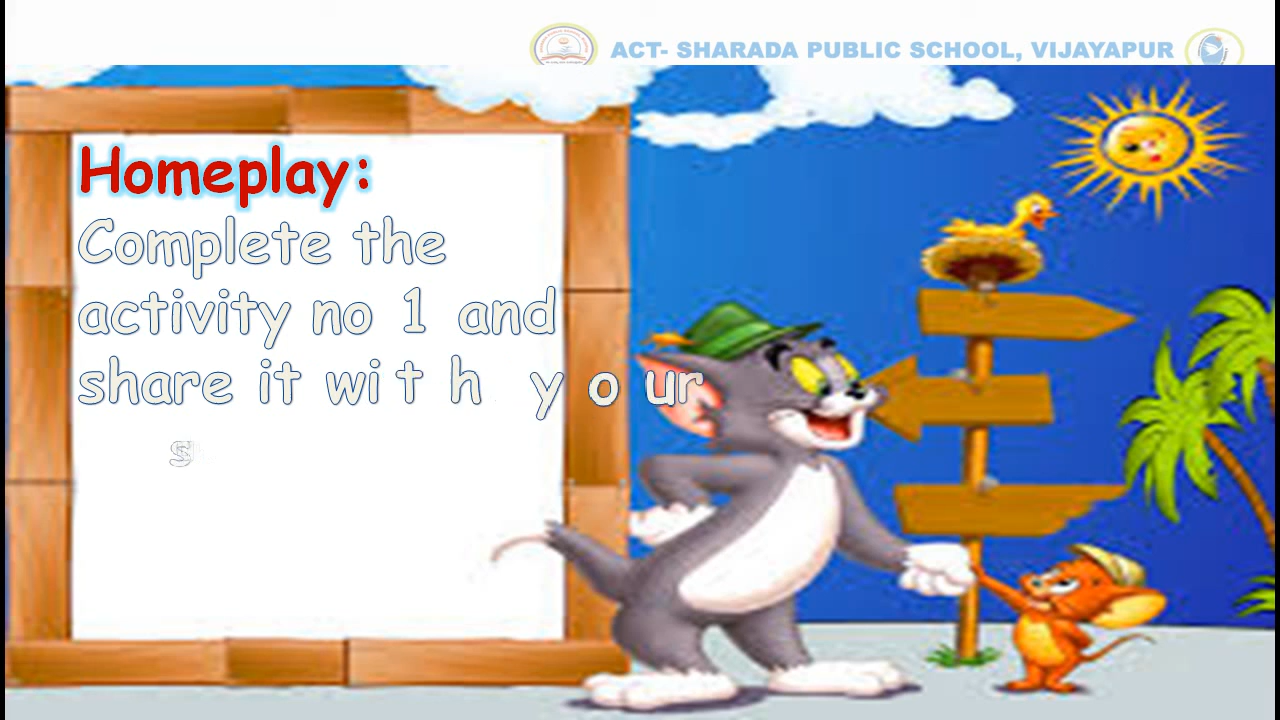 ACT- SHARADA PUBLIC SCHOOL, VIJAYAPUR
Homeplay:
Complete the
activity no 1 and
share it with your
s